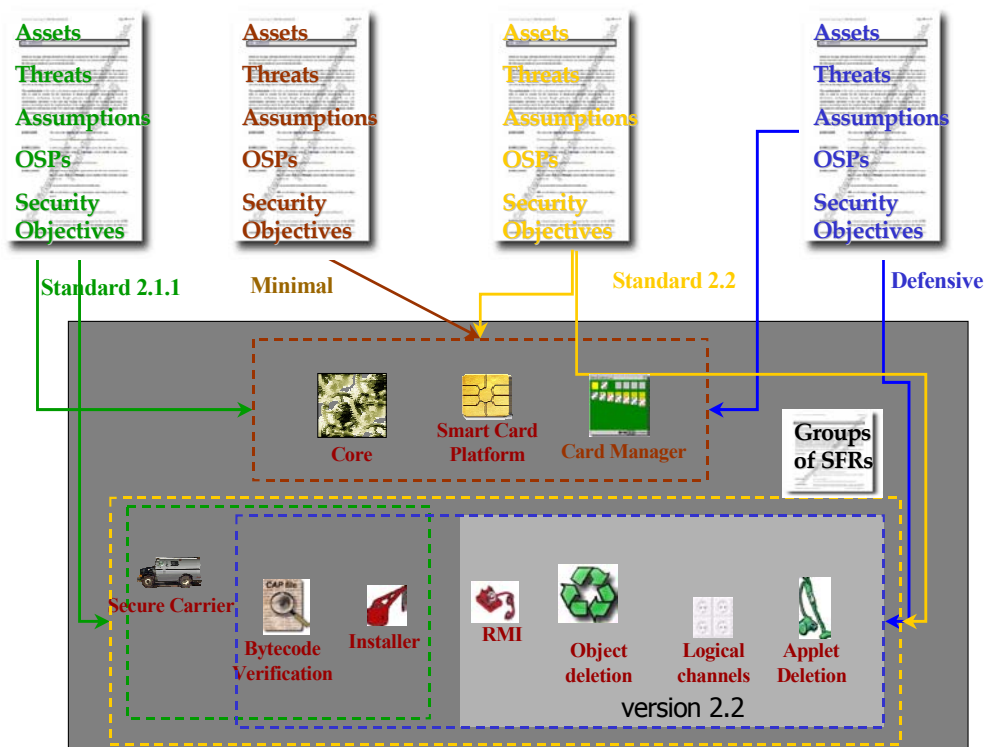 Assets
Threats
Assumptions
OSPs
Security
Objectives
Assets
Threats
Assumptions
OSPs
Security
Objectives
Assets
Threats
Assumptions
OSPs
Security
Objectives
Assets
Threats
Assumptions
OSPs
Security
Objectives
Standard 2.1.1
Minimal
Standard 2.2
Defensive
Core
Smart Card
Platform
Card Manager
Groups
of SFRs
Secure Carrier
CAP file
Bytecode
Verification
Installer
RMI
Object
deletion
Logical
channels
Applet
Deletion
version 2.2